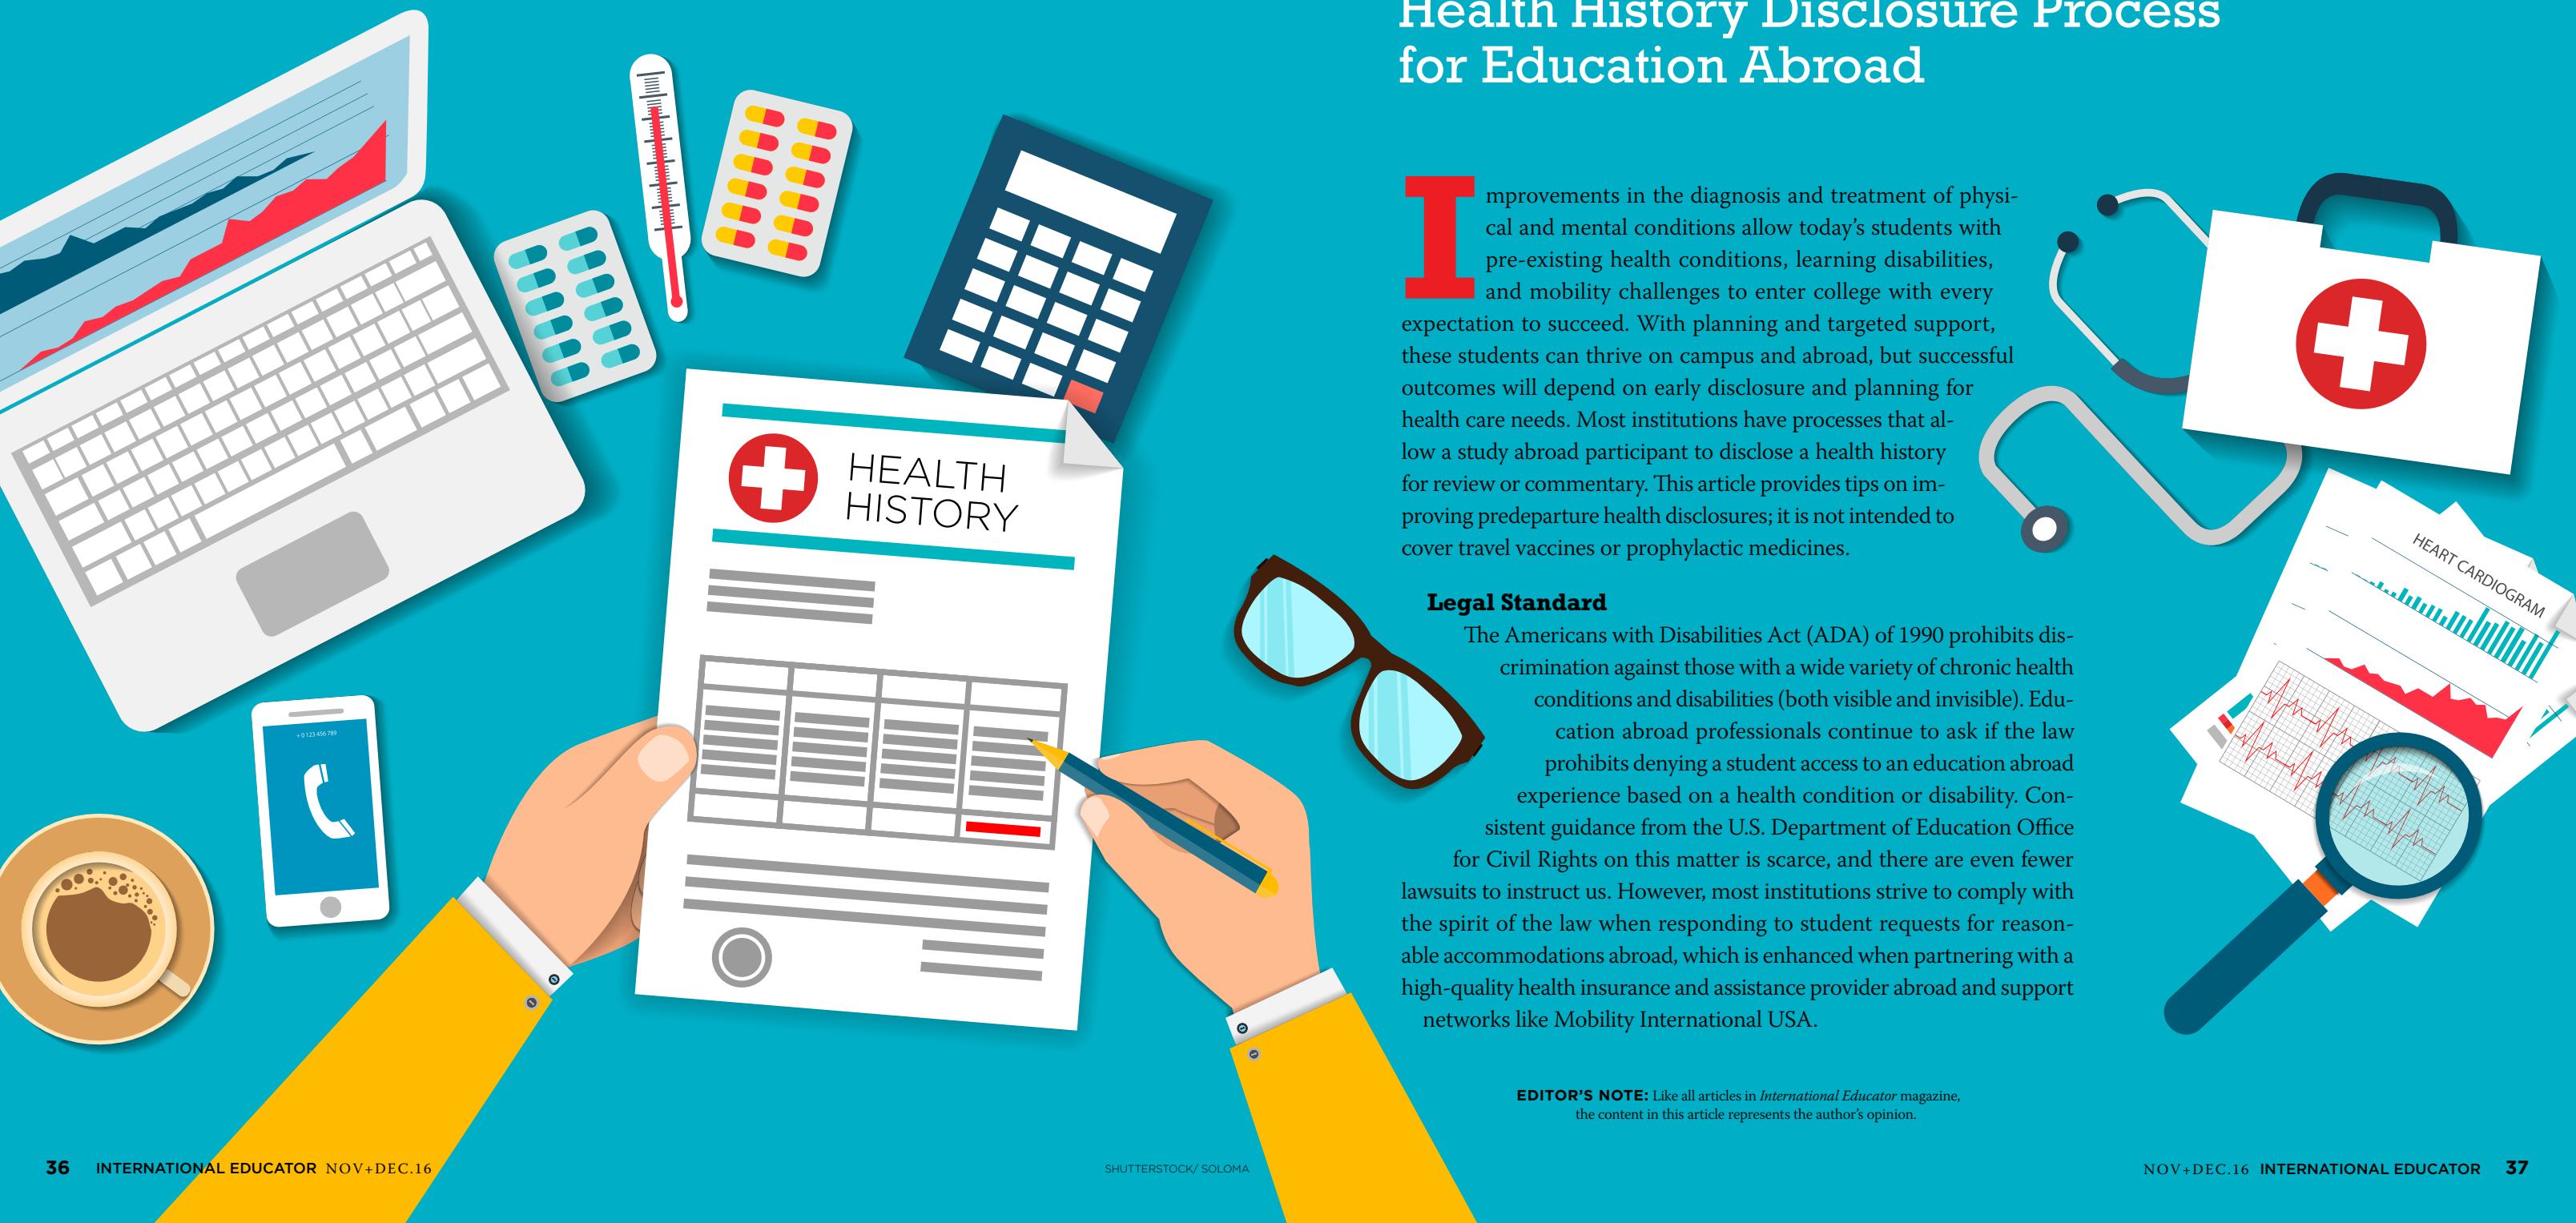 Health History Disclosure Process
for Education Abroad
Improvements in the diagnosis and treatment of physi-
cal and mental conditions allow today’s students with
pre-existing health conditions, learning disabilities,
and mobility challenges to enter college with every
expectation to succeed. With planning and targeted support,
these students can thrive on campus and abroad, but successful
outcomes will depend on early disclosure and planning for
health care needs. Most institutions have processes that al-
low a study abroad participant to disclose a health history
for review or commentary. This article provides tips on im-
proving predeparture health disclosures; it is not intended to
cover travel vaccines or prophylactic medicines.
Legal Standard
The Americans with Disabilities Act (ADA) of 1990 prohibits dis-
crimination against those with a wide variety of chronic health
conditions and disabilities (both visible and invisible). Edu-
cation abroad professionals continue to ask if the law
prohibits denying a student access to an education abroad
experience based on a health condition or disability. Con-
sistent guidance from the U.S. Department of Education Office
for Civil Rights on this matter is scarce, and there are even fewer
lawsuits to instruct us. However, most institutions strive to comply with
the spirit of the law when responding to student requests for reason-
able accommodations abroad, which is enhanced when partnering with a
high-quality health insurance and assistance provider abroad and support
networks like Mobility International USA.
EDITOR’S NOTE: Like all articles in International Educator magazine,
the content in this article represents the author’s opinion.
HEALTH
HISTORY
+ 0 123 456 789
HEART CARDIOGRAM
36 INTERNATIONAL EDUCATOR NOV+DEC.16
SHUTTERSTOCK/ SOLOMA
NOV+DEC.16 INTERNATIONAL EDUCATOR 37